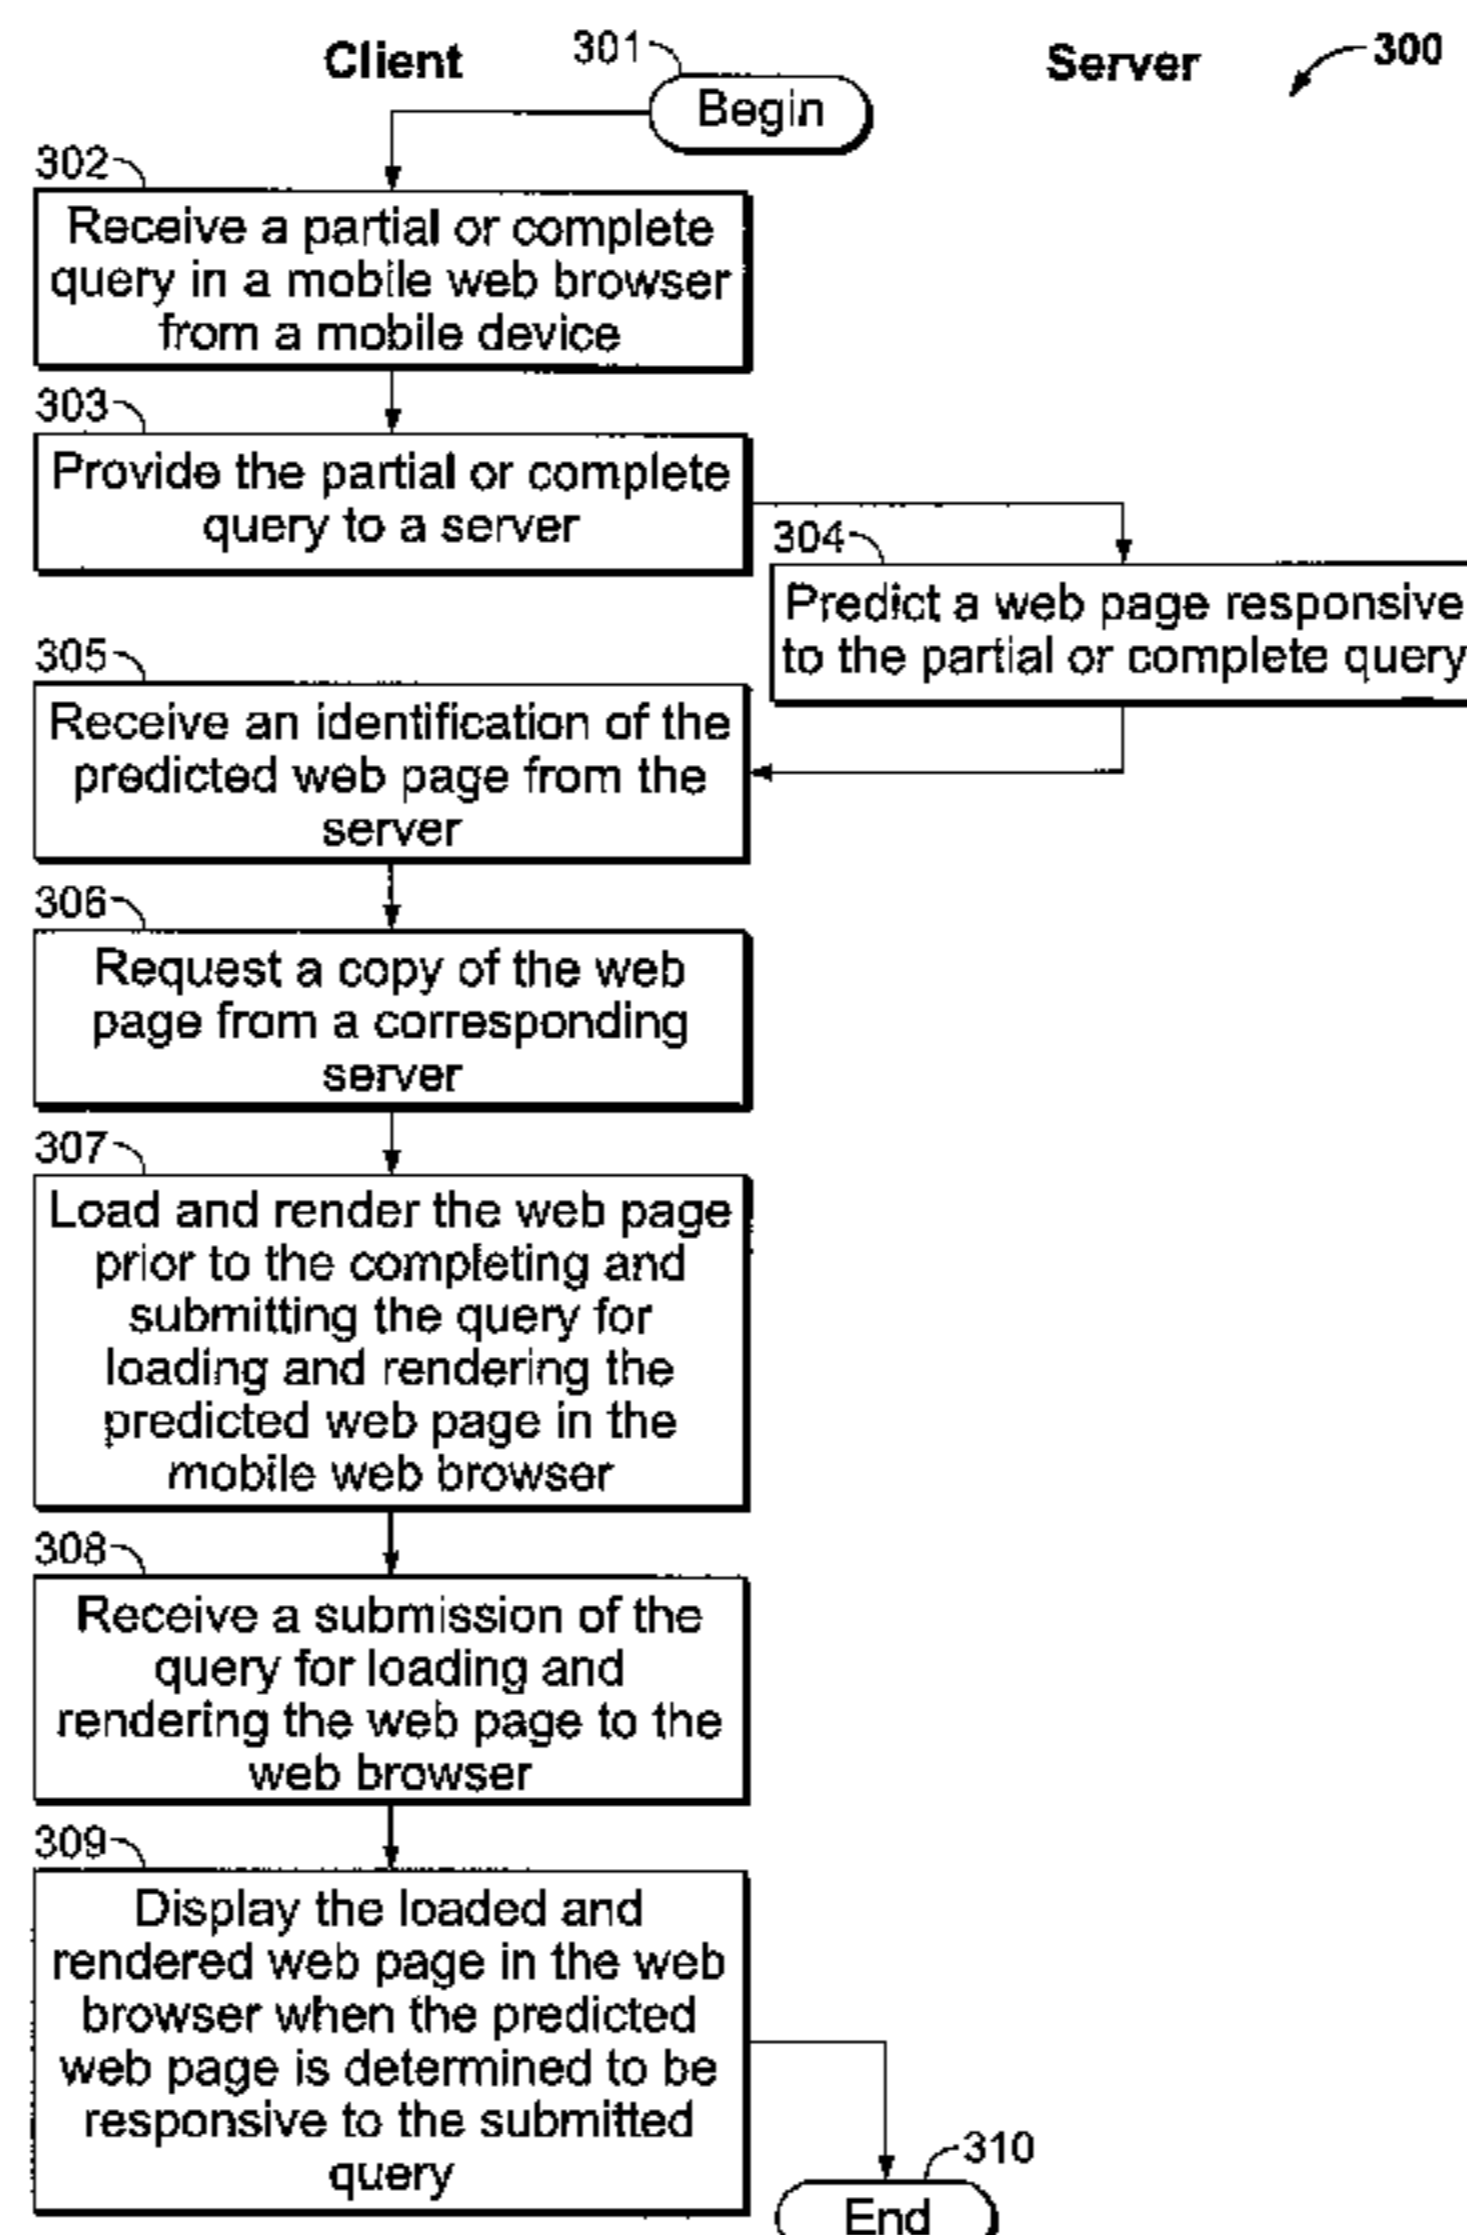 Client
301
Begin
Server
300
302
Receive a partial or complete
query in a mobile web browser
from a mobile device
303
Provide the partial or complete
query to a server
304
Predict a web page responsive
to the partial or complete query
305
Receive an identification of the
predicted web page from the
server
306
Request a copy of the web
page from a corresponding
server
307
Load and render the web page
prior to the completing and
submitting the query for
loading and rendering the
predicted web page in the
mobile web browser
308
Receive a submission of the
query for loading and
rendering the web page to the
web browser
309
Display the loaded and
rendered web page in the web
browser when the predicted
web page is determined to be
responsive to the submitted
query
310
End